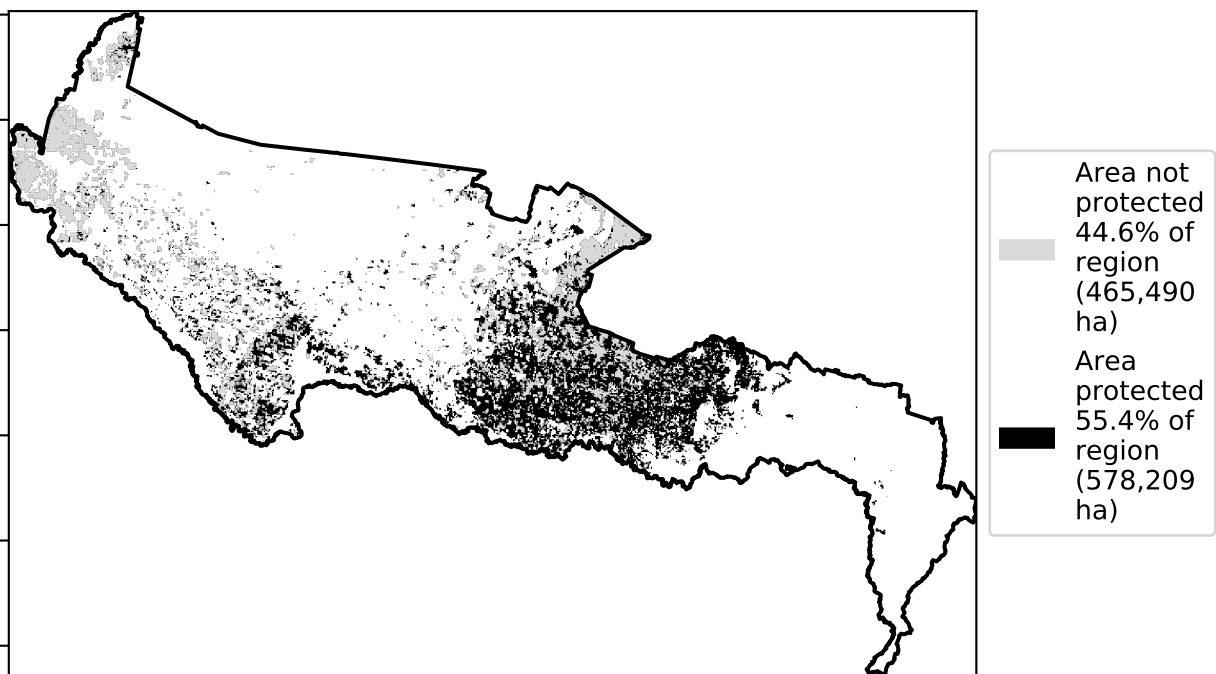 Area not
protected
44.6% of
region
(465,490
ha)
Area
protected
55.4% of
region
(578,209
ha)